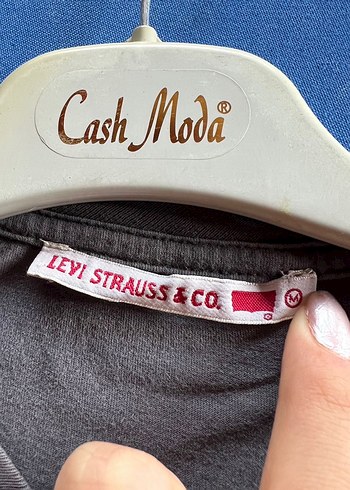 Cash Moda®
LEVI STRAUSS & CO. M